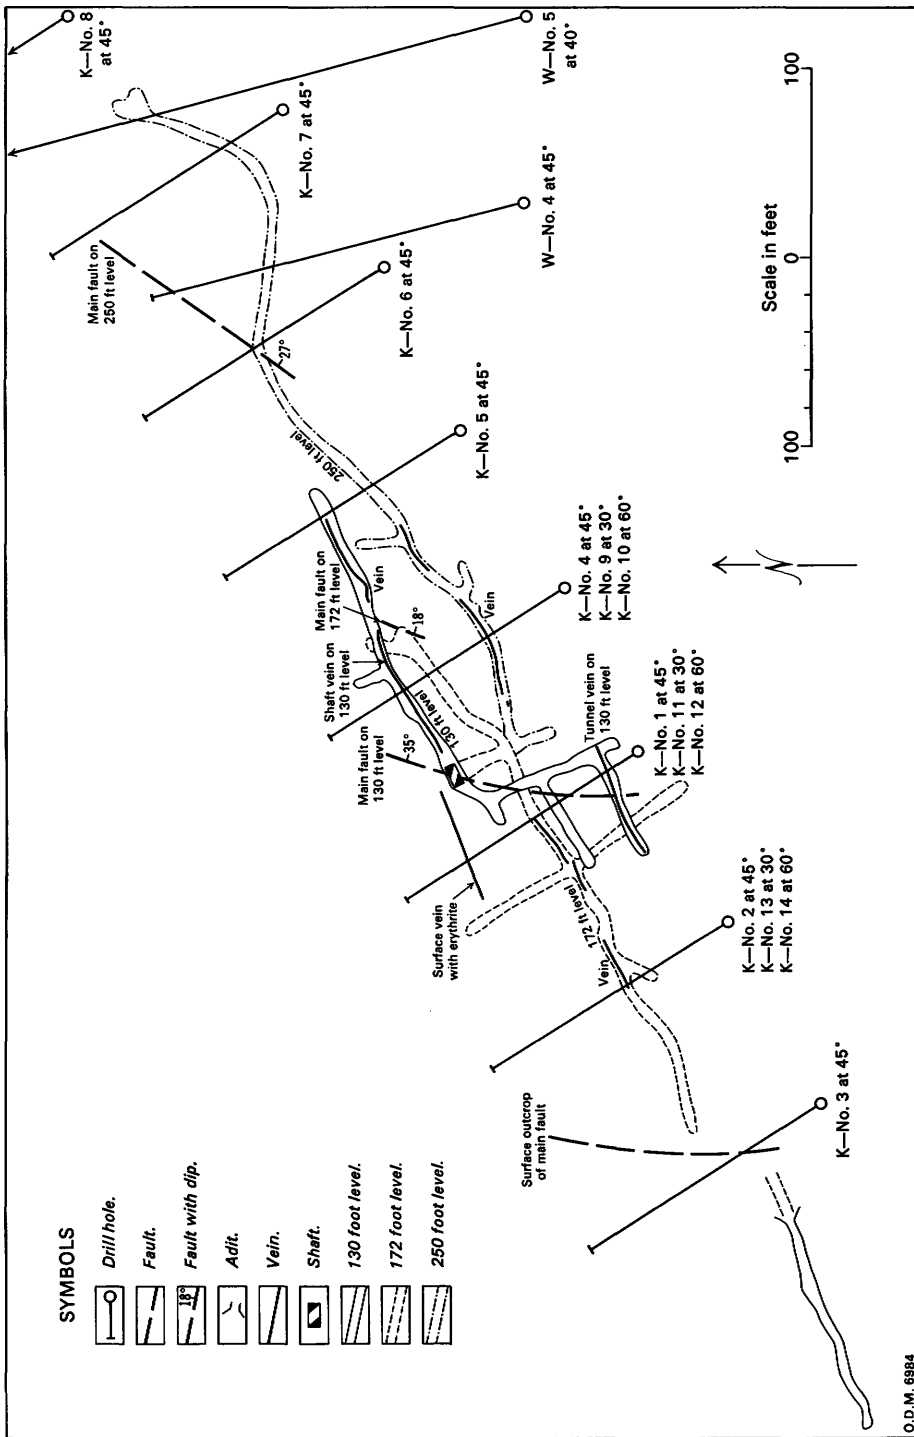 SYMBOLS
Drill hole.
Fault.
18°
Fault with dip.
Adit.
Vein.
Shaft.
130 foot level.
172 foot level.
250 foot level.
K—No. 8
at 45°
K—No. 7 at 45°
W—No. 5
at 40°
Main fault on
250 ft level
W—No. 4 at 45°
K—No. 6 at 45°
27°
250 ft level
K—No. 5 at 45°
Vein
Main fault on
172 ft level
18°
Vein
K—No. 4 at 45°
K—No. 9 at 30°
K—No. 10 at 60°
Shaft vein on
130 ft level
130 ft level
Main fault on
130 ft level
35°
Tunnel vein on
130 ft level
K—No. 1 at 45°
K—No. 11 at 30°
K—No. 12 at 60°
Surface vein
with erythrite
172 ft level
Vein
K—No. 2 at 45°
K—No. 13 at 30°
K—No. 14 at 60°
Surface outcrop
of main fault
K—No. 3 at 45°
N
100 0 100
Scale in feet
O.D.M. 6984